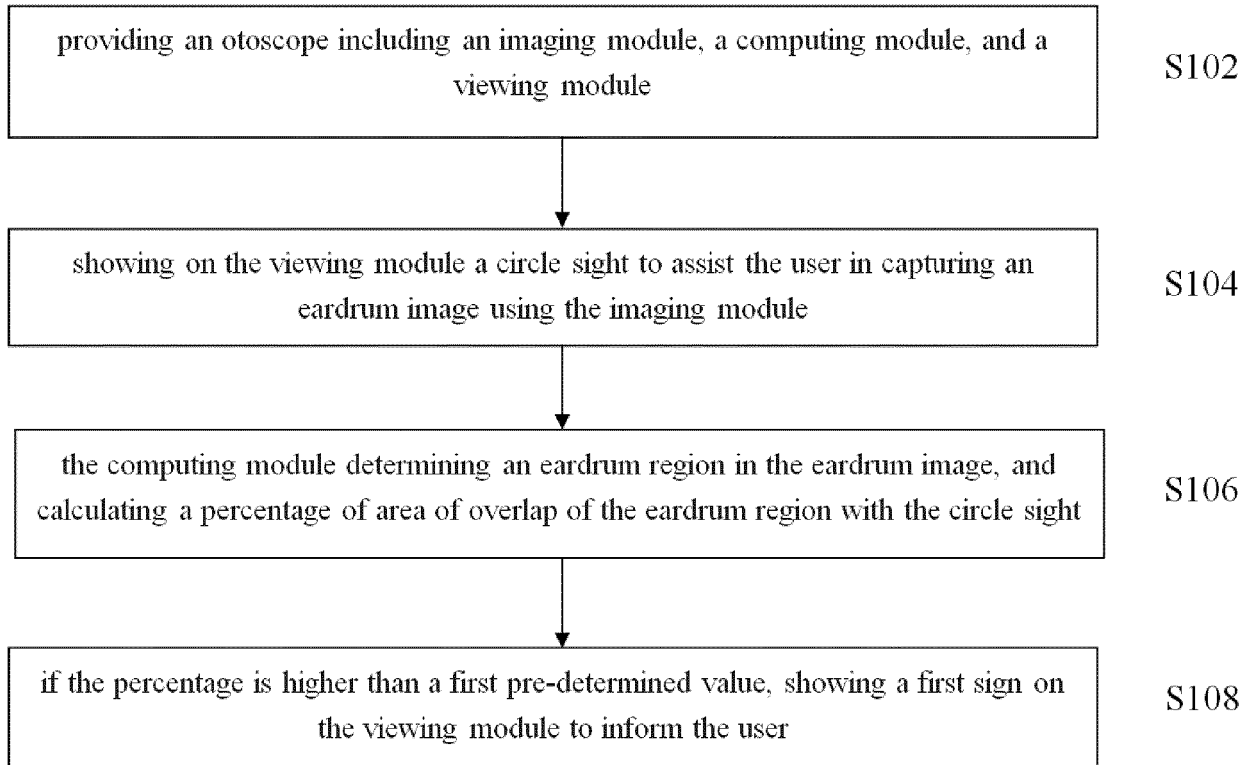 providing an otoscope including an imaging module, a computing module, and a
viewing module
S102
showing on the viewing module a circle sight to assist the user in capturing an
eardrum image using the imaging module
S104
the computing module determining an eardrum region in the eardrum image, and
calculating a percentage of area of overlap of the eardrum region with the circle sight
S106
if the percentage is higher than a first pre-determined value, showing a first sign on
the viewing module to inform the user
S108